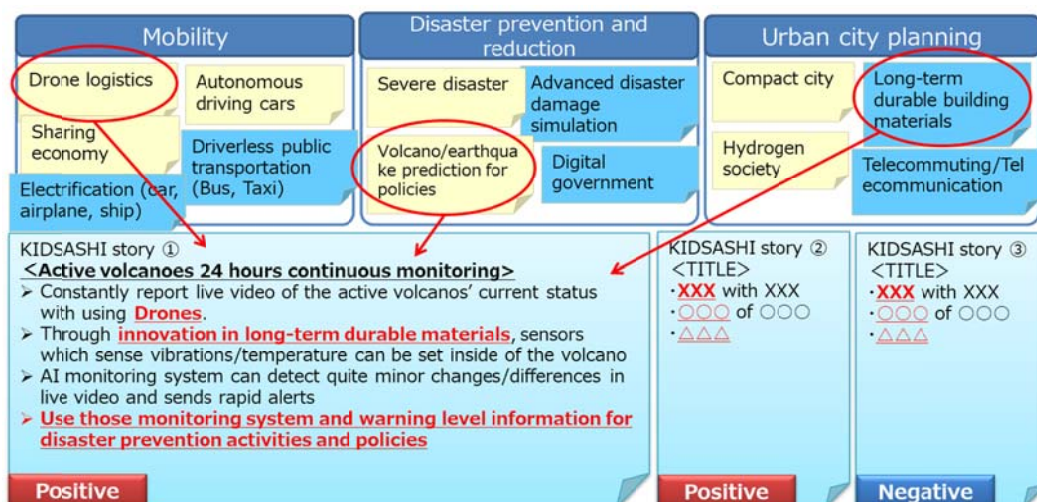 Mobility
Drone logistics
Autonomous
driving cars
Sharing
economy
Driverless public
transportation
(Bus, Taxi)
Electrification (car,
airplane, ship)
Disaster prevention and
reduction
Severe disaster
Advanced disaster
damage
simulation
Volcano/earthqua
ke prediction for
policies
Digital
government
Urban city planning
Compact city
Long-term
durable building
materials
Hydrogen
society
Telecommuting/Tel
ecommunication
KIDSASHI story ①
<Active volcanoes 24 hours continuous monitoring>
➢ Constantly report live video of the active volcanos' current status
with using Drones.
➢ Through innovation in long-term durable materials, sensors
which sense vibrations/temperature can be set inside of the volcano
➢ AI monitoring system can detect quite minor changes/differences in
live video and sends rapid alerts
➢ Use those monitoring system and warning level information for
disaster prevention activities and policies
Positive
KIDSASHI story ②
<TITLE>
・XXX with XXX
・○○○ of ○○○
・△△△
Positive
KIDSASHI story ③
<TITLE>
・XXX with XXX
・○○○ of ○○○
・△△△
Negative